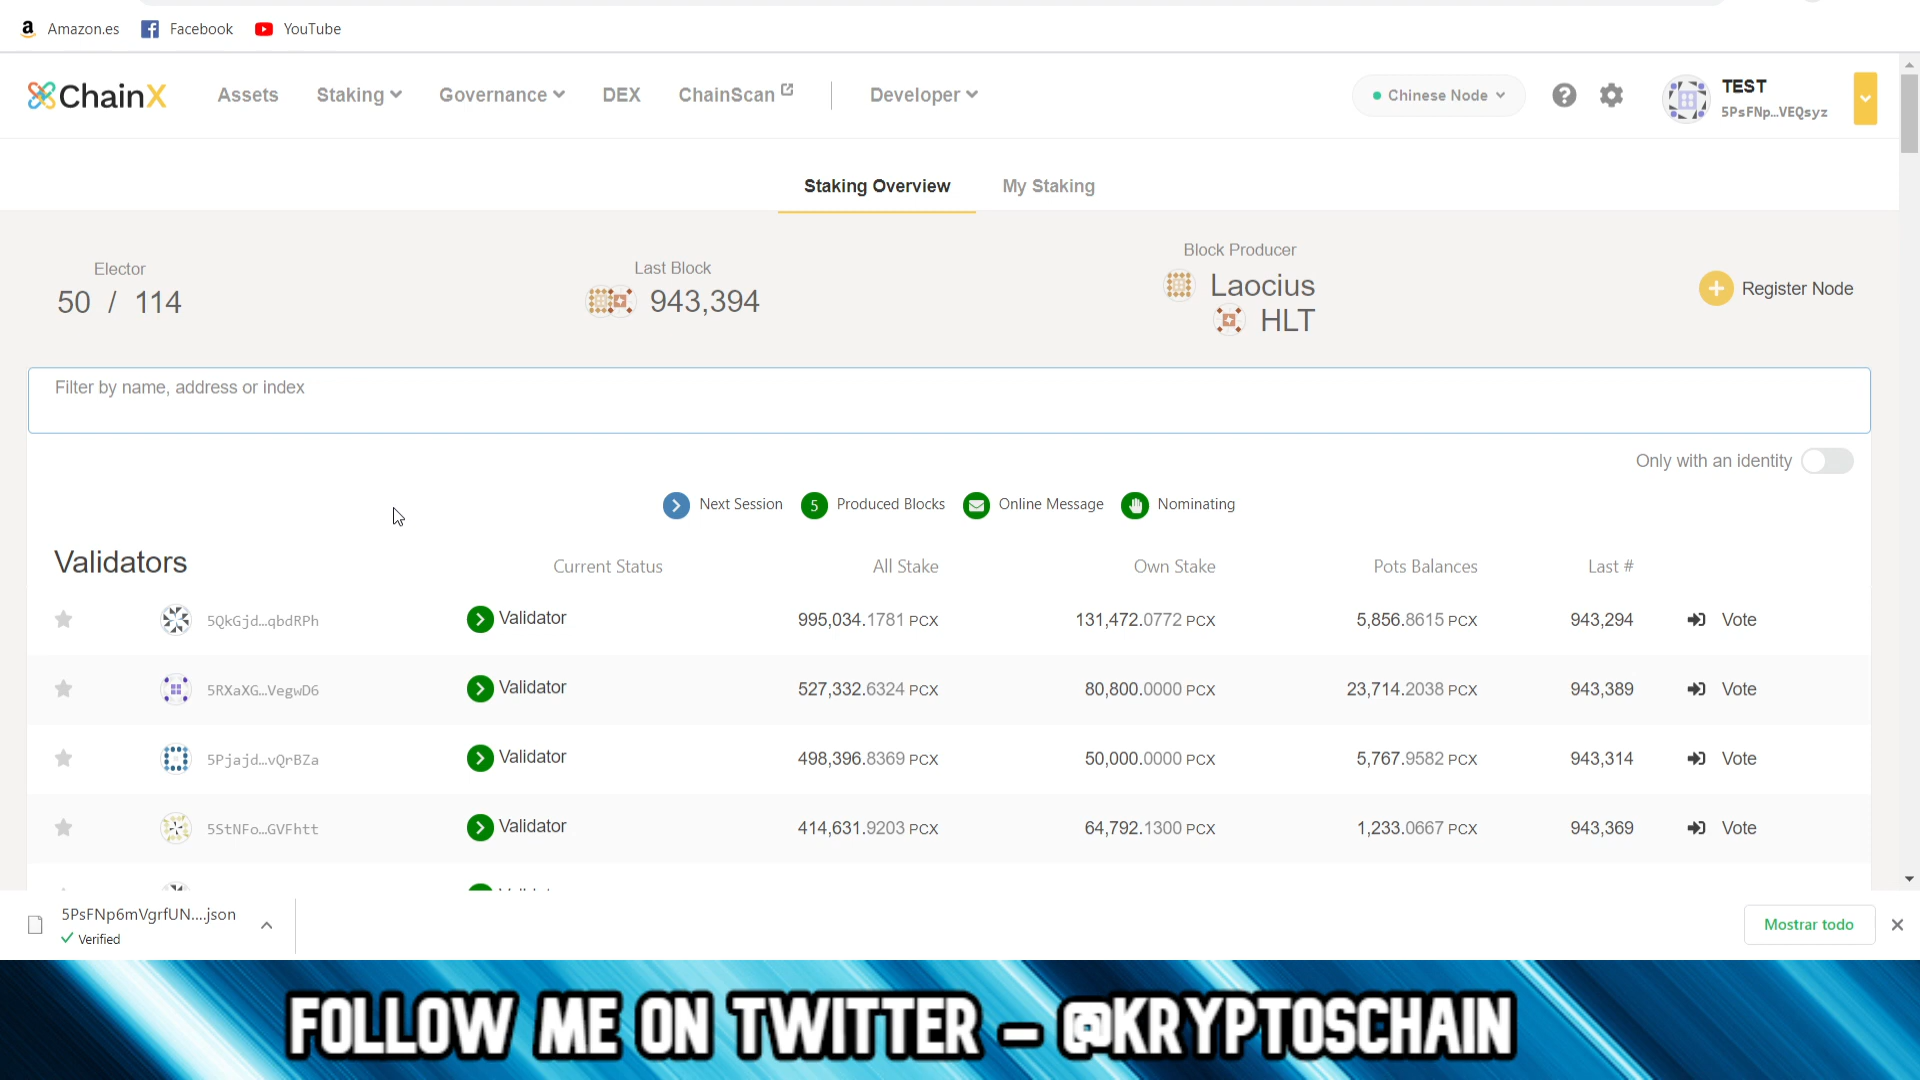 Amazon.es Facebook YouTube
ChainX Assets Staking Governance DEX ChainScan Developer Chinese Node TEST
5PsFNp...VEQsyz
Staking Overview My Staking
Elector Last Block Block Producer
50 / 114 943,394 Laocius Register Node
HLT
Filter by name, address or index
Only with an identity
Next Session 5 Produced Blocks Online Message Nominating
Validators Current Status All Stake Own Stake Pots Balances Last #
5QkGjd...qbdRPh Validator 995,034.1781 PCX 131,472.0772 PCX 5,856.8615 PCX 943,294 Vote
5RXaXG...VegwD6 Validator 527,332.6324 PCX 80,800.0000 PCX 23,714.2038 PCX 943,389 Vote
5Pjajd...vQrBZa Validator 498,396.8369 PCX 50,000.0000 PCX 5,767.9582 PCX 943,314 Vote
5StNFo...GVFhtt Validator 414,631.9203 PCX 64,792.1300 PCX 1,233.0667 PCX 943,369 Vote
5PsFNp6mVgrfUN....json
Verified
Mostrar todo
FOLLOW ME ON TWITTER – @KRYPTOSCHAIN